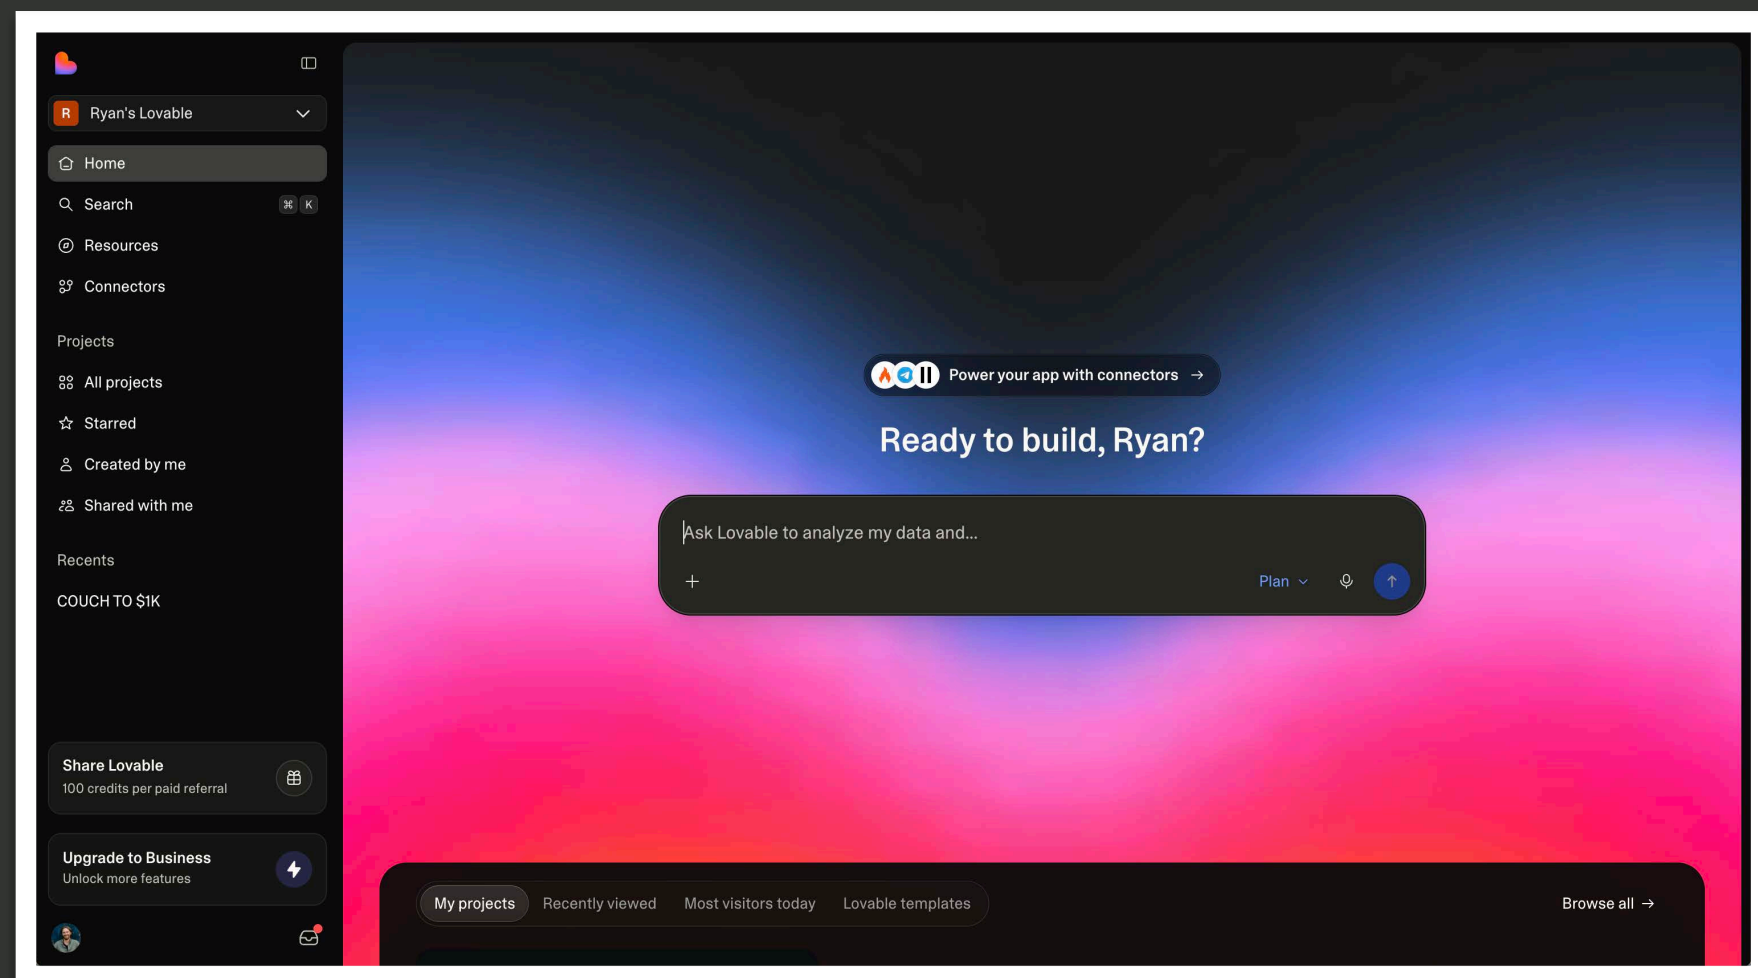 R Ryan's Lovable
Home
Search ⌘ K
Resources
Connectors
Projects
All projects
Starred
Created by me
Shared with me
Recents
COUCH TO $1K
Share Lovable
100 credits per paid referral
Upgrade to Business
Unlock more features
Power your app with connectors →
Ready to build, Ryan?
Ask Lovable to analyze my data and...
Plan
My projects Recently viewed Most visitors today Lovable templates Browse all →